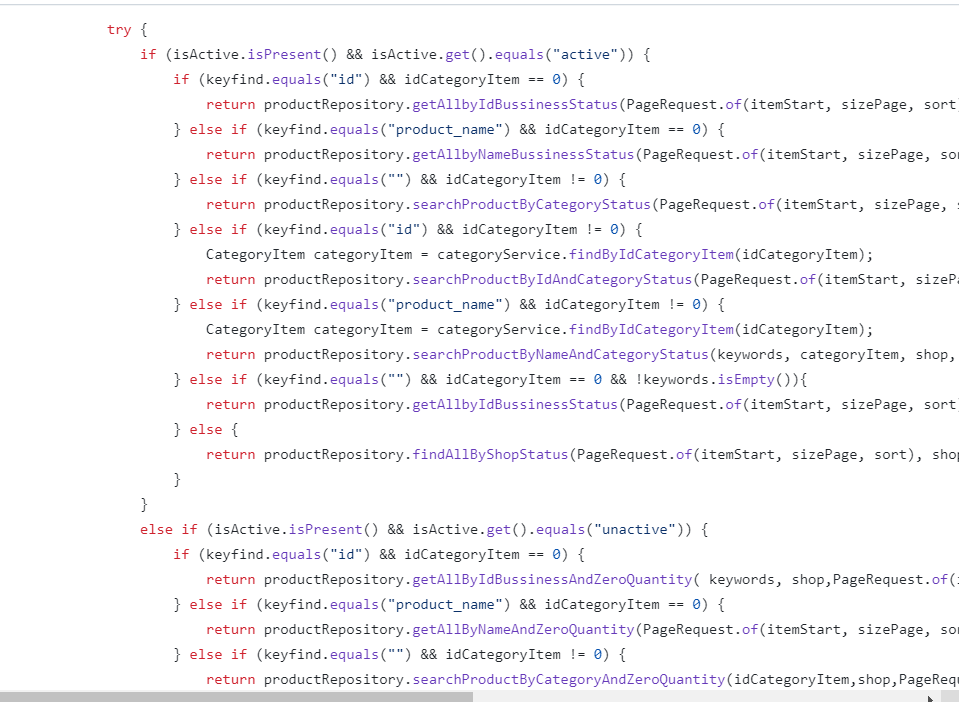 try {
if (isActive.isPresent() && isActive.get().equals("active")) {
if (keyfind.equals("id") && idCategoryItem == 0) {
return productRepository.getAllbyIdBussinessStatus(PageRequest.of(itemStart, sizePage, sort)
} else if (keyfind.equals("product_name") && idCategoryItem == 0) {
return productRepository.getAllbyNameBussinessStatus(PageRequest.of(itemStart, sizePage, sor
} else if (keyfind.equals("") && idCategoryItem != 0) {
return productRepository.searchProductByCategoryStatus(PageRequest.of(itemStart, sizePage, s
} else if (keyfind.equals("id") && idCategoryItem != 0) {
CategoryItem categoryItem = categoryService.findByIdCategoryItem(idCategoryItem);
return productRepository.searchProductByIdAndCategoryStatus(PageRequest.of(itemStart, sizePa
} else if (keyfind.equals("product_name") && idCategoryItem != 0) {
CategoryItem categoryItem = categoryService.findByIdCategoryItem(idCategoryItem);
return productRepository.searchProductByNameAndCategoryStatus(keywords, categoryItem, shop,
} else if (keyfind.equals("") && idCategoryItem == 0 && !keywords.isEmpty()){
return productRepository.getAllbyIdBussinessStatus(PageRequest.of(itemStart, sizePage, sort)
} else {
return productRepository.findAllByShopStatus(PageRequest.of(itemStart, sizePage, sort), shop
}
}
else if (isActive.isPresent() && isActive.get().equals("unactive")) {
if (keyfind.equals("id") && idCategoryItem == 0) {
return productRepository.getAllByIdBussinessAndZeroQuantity( keywords, shop,PageRequest.of(i
} else if (keyfind.equals("product_name") && idCategoryItem == 0) {
return productRepository.getAllByNameAndZeroQuantity(PageRequest.of(itemStart, sizePage, sor
} else if (keyfind.equals("") && idCategoryItem != 0) {
return productRepository.searchProductByCategoryAndZeroQuantity(idCategoryItem,shop,PageRequ